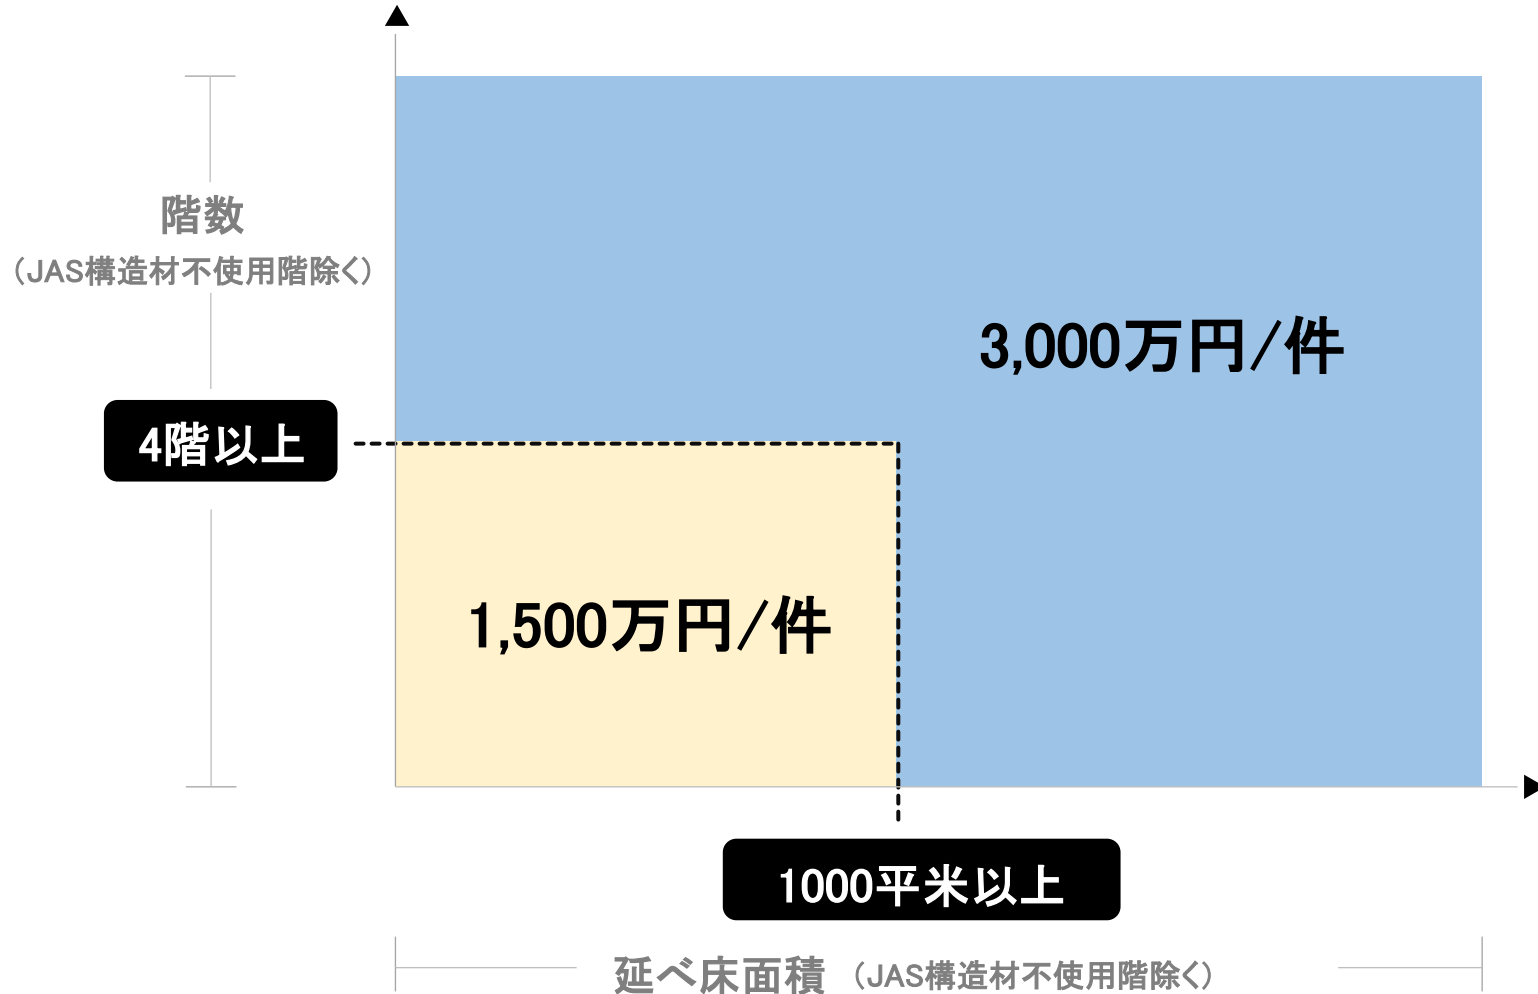 階数
（JAS構造材不使用階除く）
3,000万円/件
4階以上
1,500万円/件
1000平米以上
延べ床面積 （JAS構造材不使用階除く）